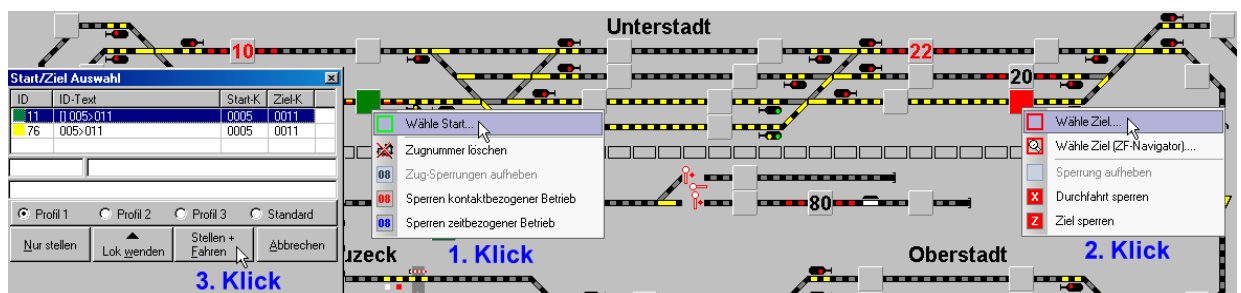 Unterstadt
10
22
20
Start/Ziel Auswahl
ID ID-Text Start-K Ziel-K
11 [] 005>011 0005 0011
76 005>011 0005 0011
Profil 1 Profil 2 Profil 3 Standard
Nur stellen Lok wenden Stellen + Fahren Abbrechen
3. Klick
Wähle Start...
Zugnummer löschen
08 Zug-Sperrungen aufheben
08 Sperren kontaktbezogener Betrieb
08 Sperren zeitbezogener Betrieb
1. Klick
80
Wähle Ziel....
Wähle Ziel (ZF-Navigator)....
Sperrung aufheben
X Durchfahrt sperren
Z Ziel sperren
2. Klick
uzeck
Oberstadt